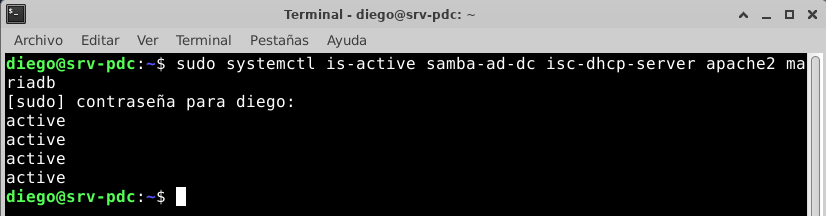 Terminal - diego@srv-pdc: ~
Archivo Editar Ver Terminal Pestañas Ayuda
diego@srv-pdc:~$ sudo systemctl is-active samba-ad-dc isc-dhcp-server apache2 ma
riadb
[sudo] contraseña para diego:
active
active
active
active
diego@srv-pdc:~$